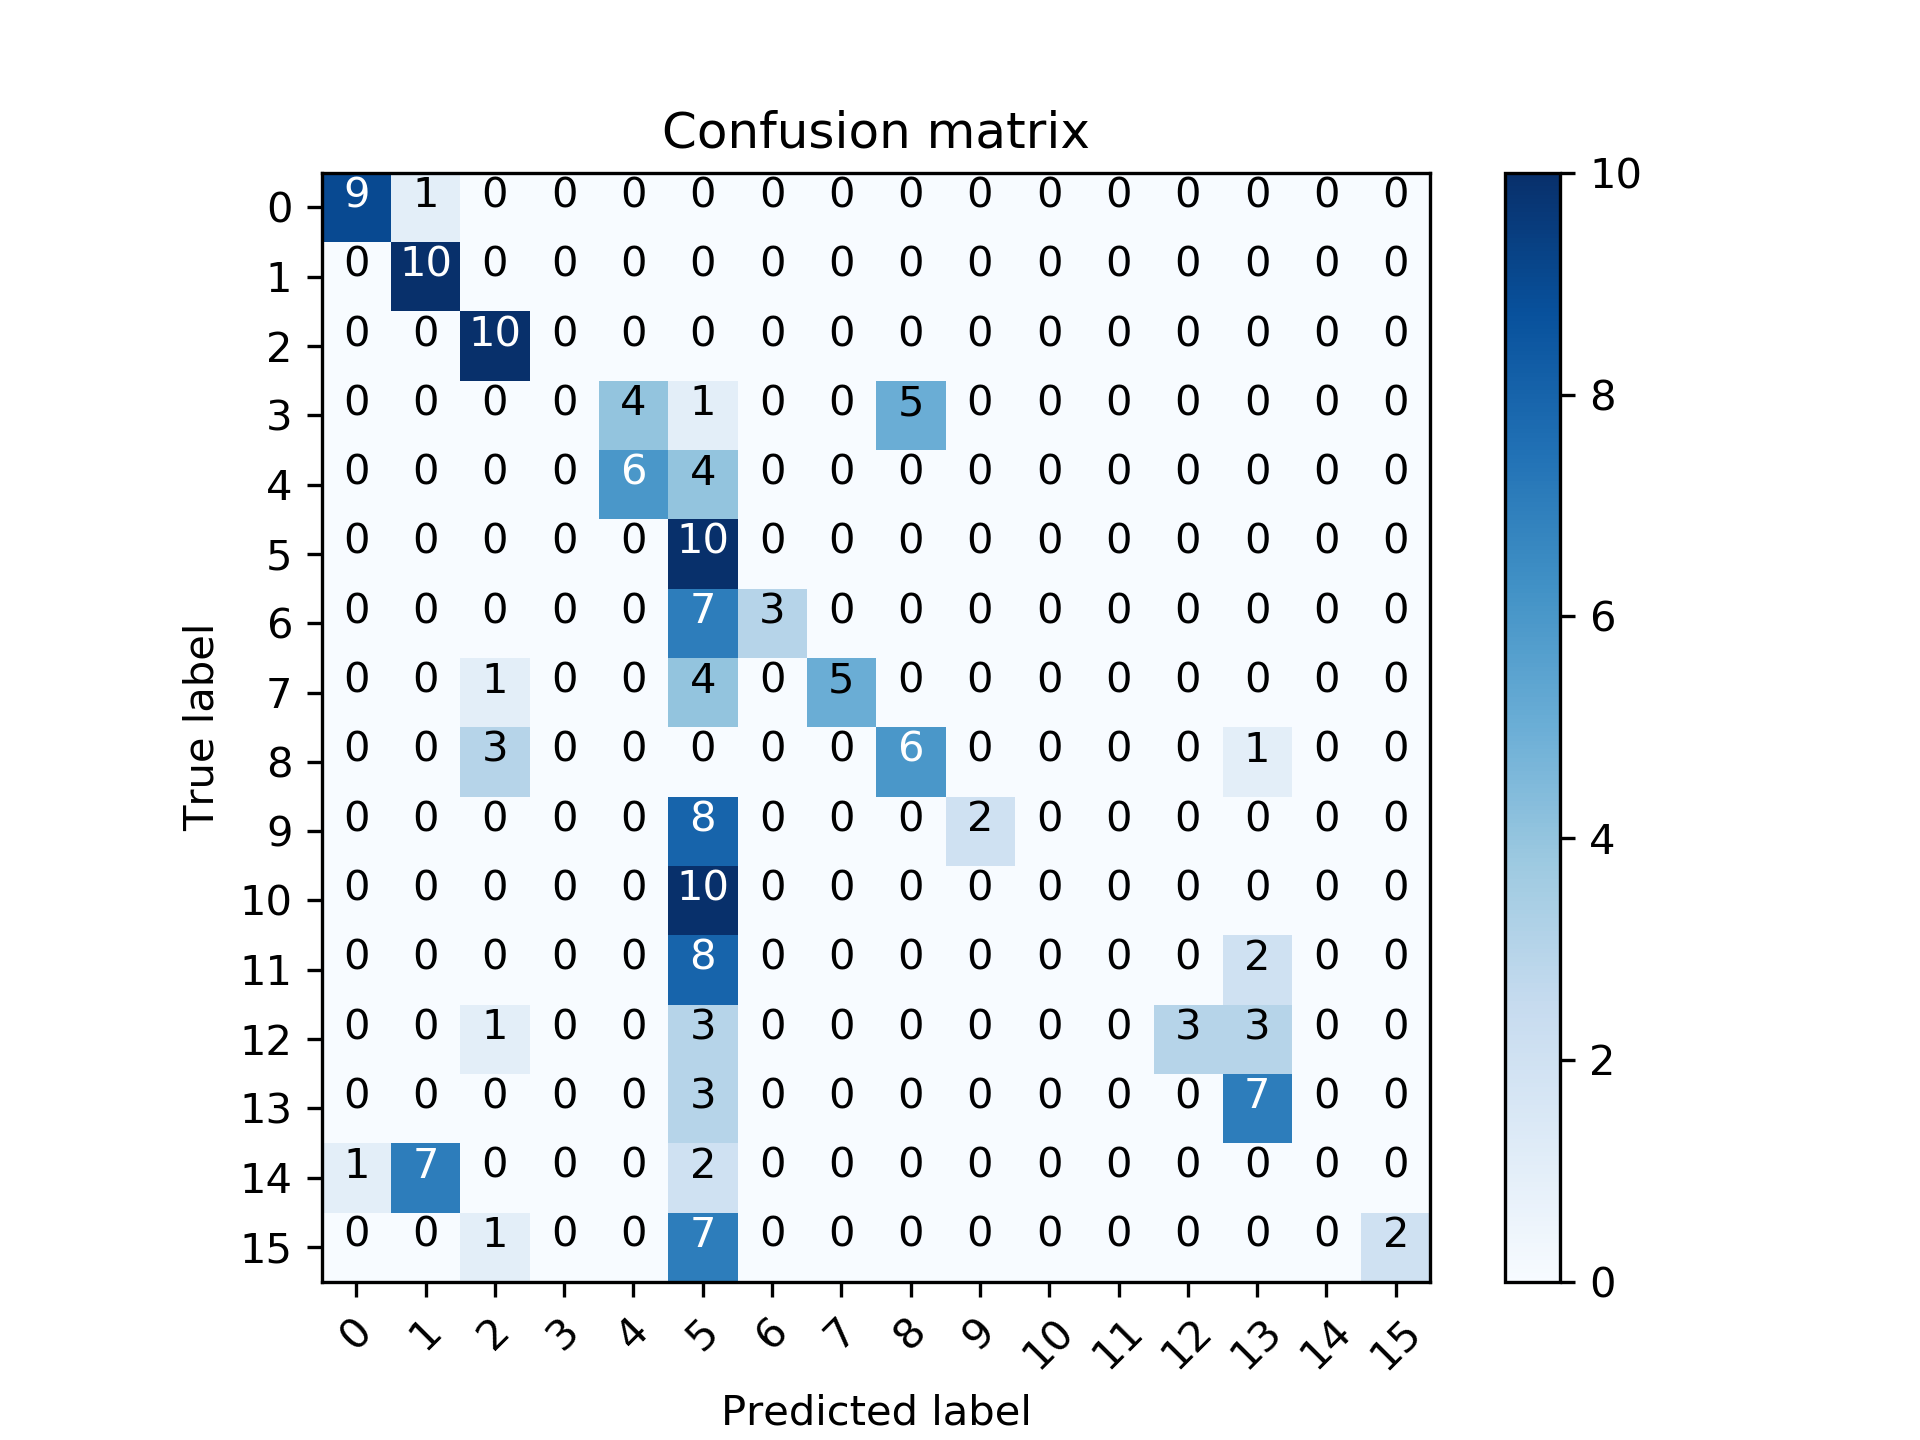 Confusion matrix
0 9 1 0 0 0 0 0 0 0 0 0 0 0 0 0 0
1 0 10 0 0 0 0 0 0 0 0 0 0 0 0 0 0
2 0 0 10 0 0 0 0 0 0 0 0 0 0 0 0 0
3 0 0 0 0 4 1 0 0 5 0 0 0 0 0 0 0
4 0 0 0 0 6 4 0 0 0 0 0 0 0 0 0 0
5 0 0 0 0 0 10 0 0 0 0 0 0 0 0 0 0
6 0 0 0 0 0 7 3 0 0 0 0 0 0 0 0 0
7 0 0 1 0 0 4 0 5 0 0 0 0 0 0 0 0
8 0 0 3 0 0 0 0 0 6 0 0 0 0 1 0 0
9 0 0 0 0 0 8 0 0 0 2 0 0 0 0 0 0
10 0 0 0 0 0 10 0 0 0 0 0 0 0 0 0 0
11 0 0 0 0 0 8 0 0 0 0 0 0 0 2 0 0
12 0 0 1 0 0 3 0 0 0 0 0 0 3 3 0 0
13 0 0 0 0 0 3 0 0 0 0 0 0 0 7 0 0
14 1 7 0 0 0 2 0 0 0 0 0 0 0 0 0 0
15 0 0 1 0 0 7 0 0 0 0 0 0 0 0 0 2
0 1 2 3 4 5 6 7 8 9 10 11 12 13 14 15
Predicted label
True label
10
8
6
4
2
0